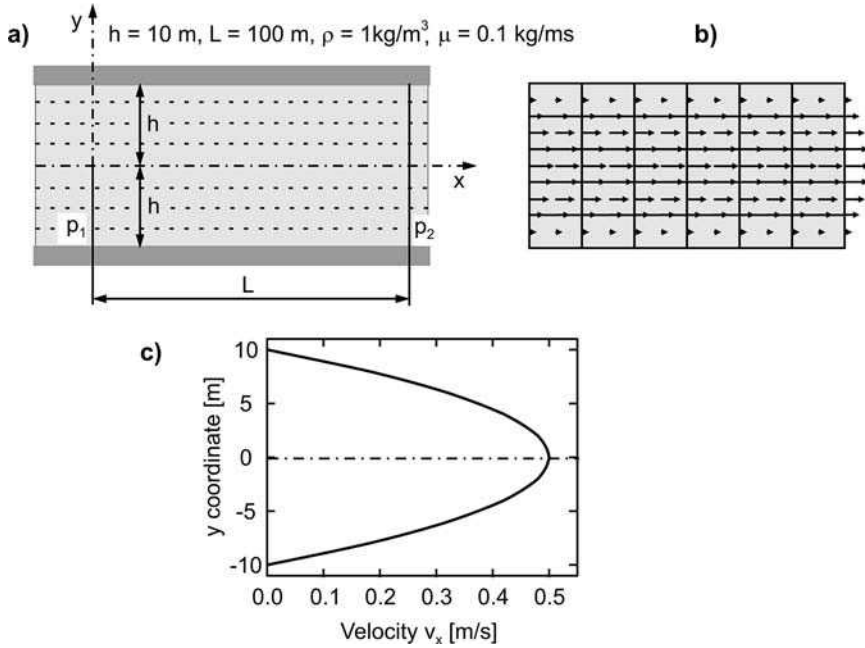 a)
y
h = 10 m, L = 100 m, ρ = 1kg/m³, μ = 0.1 kg/ms
b)
h
x
h
p₁
p₂
L
c)
y coordinate [m]
10
5
0
-5
-10
0.0 0.1 0.2 0.3 0.4 0.5
Velocity vₓ [m/s]